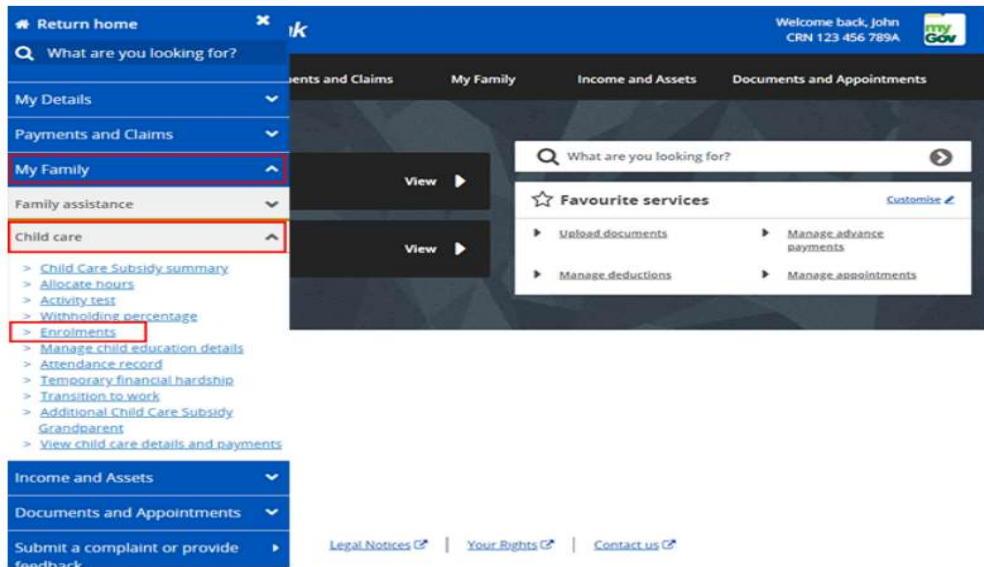 Return home
What are you looking for?
My Details
Payments and Claims
My Family
Family assistance
Child care
> Child Care Subsidy summary
> Allocate hours
> Activity test
> Withholding percentage
> Enrolments
> Manage child education details
> Attendance record
> Temporary financial hardship
> Transition to work
> Additional Child Care Subsidy
Grandparent
> View child care details and payments
Income and Assets
Documents and Appointments
Submit a complaint or provide
feedback
nk
Welcome back, John
CRN 123 456 789A
my
Gov
ments and Claims My Family Income and Assets Documents and Appointments
View
View
What are you looking for?
Favourite services Customise
Upload documents
Manage advance
payments
Manage deductions
Manage appointments
Legal Notices | Your Rights | Contact us